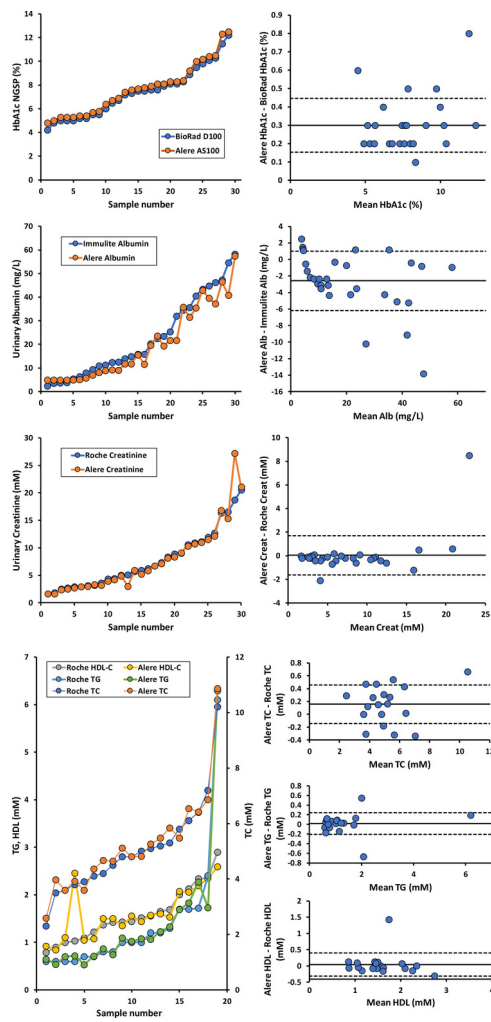 HbA1c NGSP (%)
14
12
10
8
6
4
2
0
BioRad D100
Alere AS100
0 5 10 15 20 25 30
Sample number
Alere HbA1c - BioRad HbA1c (%)
0.9
0.8
0.7
0.6
0.5
0.4
0.3
0.2
0.1
0
0 5 10
Mean HbA1c (%)
Urinary Albumin (mg/L)
70
60
50
40
30
20
10
0
Immulite Albumin
Alere Albumin
0 5 10 15 20 25 30
Sample number
Alere Alb - Immulite Alb (mg/L)
4
2
0
-2
-4
-6
-8
-10
-12
-14
-16
0 20 40 60
Mean Alb (mg/L)
Urinary Creatinine (mM)
30
25
20
15
10
5
0
Roche Creatinine
Alere Creatinine
0 5 10 15 20 25 30
Sample number
Alere Creat - Roche Creat (mM)
10
8
6
4
2
0
-2
-4
0 5 10 15 20 25
Mean Creat (mM)
TG, HDL (mM)
7
6
5
4
3
2
1
0
Roche HDL-C
Alere HDL-C
Roche TG
Alere TG
Roche TC
Alere TC
12
10
8
6
4
2
0
TC (mM)
0 5 10 15 20
Sample number
Alere TC - Roche TC (mM)
0.8
0.6
0.4
0.2
0
-0.2
-0.4
0 2 4 6 8 10 12
Mean TC (mM)
Alere TG - Roche TG (mM)
0.8
0.6
0.4
0.2
0
-0.2
-0.4
-0.6
-0.8
0 2 4 6
Mean TG (mM)
Alere HDL - Roche HDL (mM)
2
1.5
1
0.5
0
-0.5
0 1 2 3 4
Mean HDL (mM)